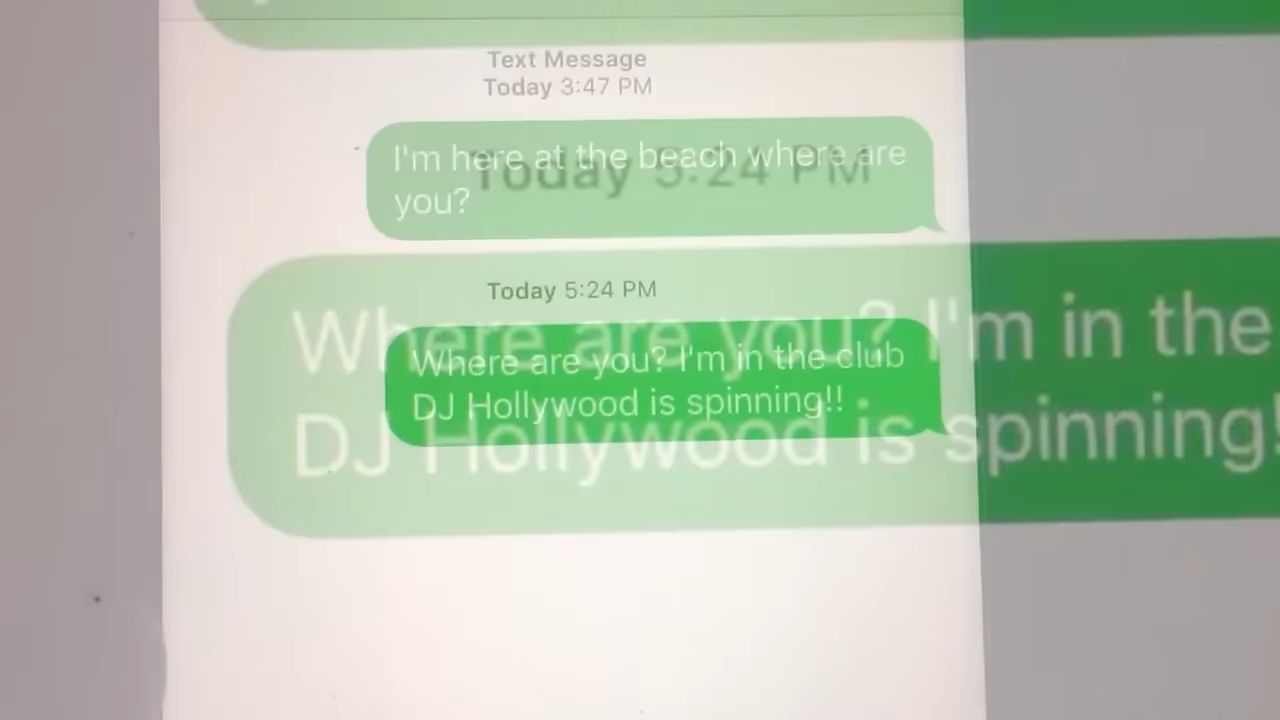 Text Message
Today 3:47 PM
I'm here at the beach where are
you?
Today 5:24 PM
Today 5:24 PM
Where are you? I'm in the club
DJ Hollywood is spinning!!
Where are you? I'm in the
DJ Hollywood is spinning!